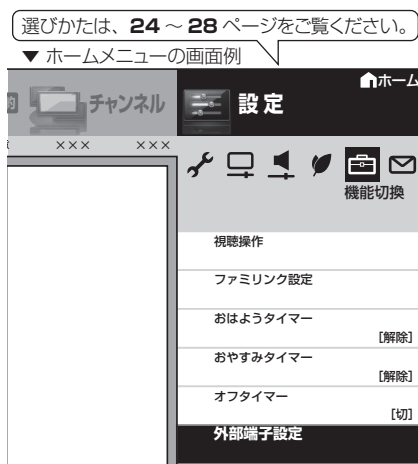 選びかたは、24 ～ 28 ページをご覧ください。
▼ ホームメニューの画面例
ホーム
チャンネル
設定
××× ×××
機能切換
視聴操作
ファミリンク設定
おはようタイマー
[解除]
おやすみタイマー
[解除]
オフタイマー
[切]
外部端子設定